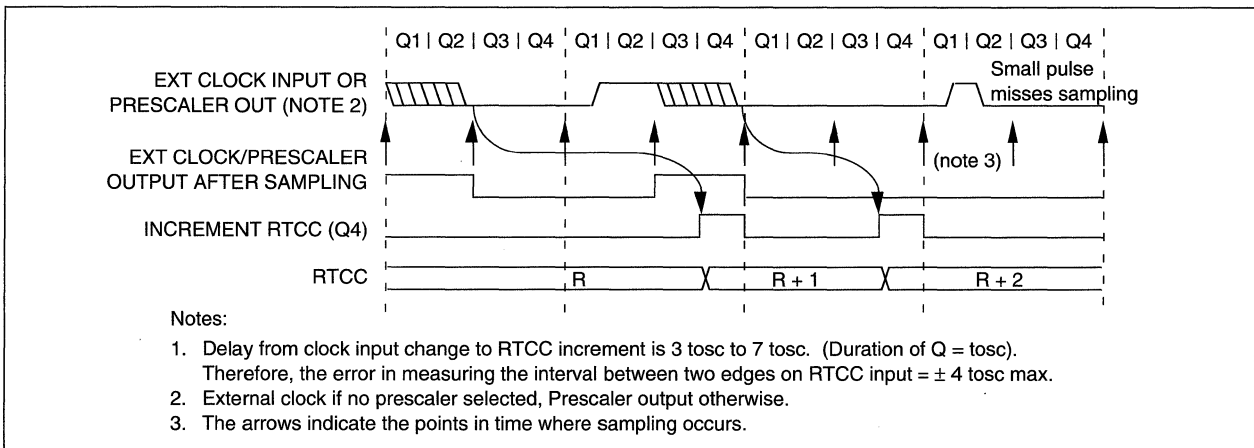 Q1 | Q2 | Q3 | Q4 Q1 | Q2 | Q3 | Q4 Q1 | Q2 | Q3 | Q4 Q1 | Q2 | Q3 | Q4
EXT CLOCK INPUT OR
PRESCALER OUT (NOTE 2)
Small pulse
misses sampling
EXT CLOCK/PRESCALER
OUTPUT AFTER SAMPLING
(note 3)
INCREMENT RTCC (Q4)
RTCC R R + 1 R + 2
Notes:
1. Delay from clock input change to RTCC increment is 3 tosc to 7 tosc. (Duration of Q = tosc).
Therefore, the error in measuring the interval between two edges on RTCC input = ± 4 tosc max.
2. External clock if no prescaler selected, Prescaler output otherwise.
3. The arrows indicate the points in time where sampling occurs.